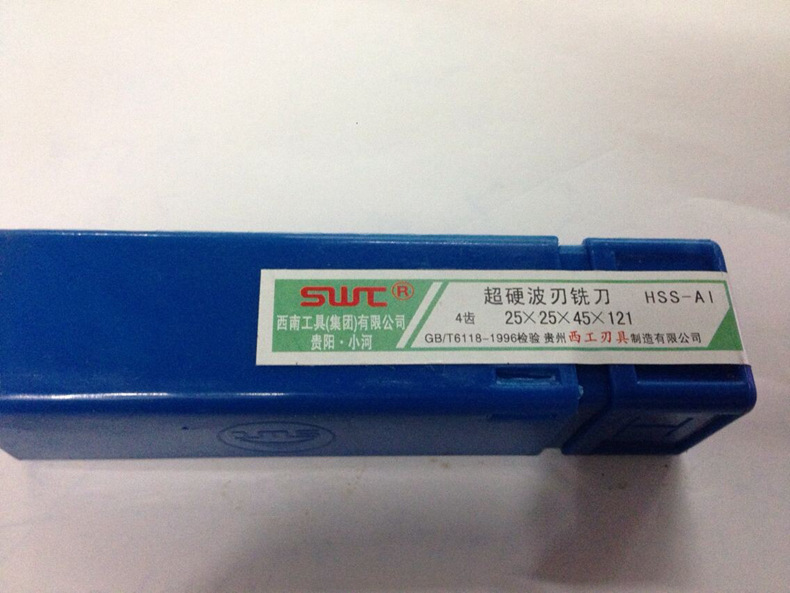 SWT®
西南工具(集团)有限公司
贵阳·小河
超硬波刃铣刀 HSS-Al
4齿 25×25×45×121
GB/T6118-1996检验 贵州西工刃具制造有限公司